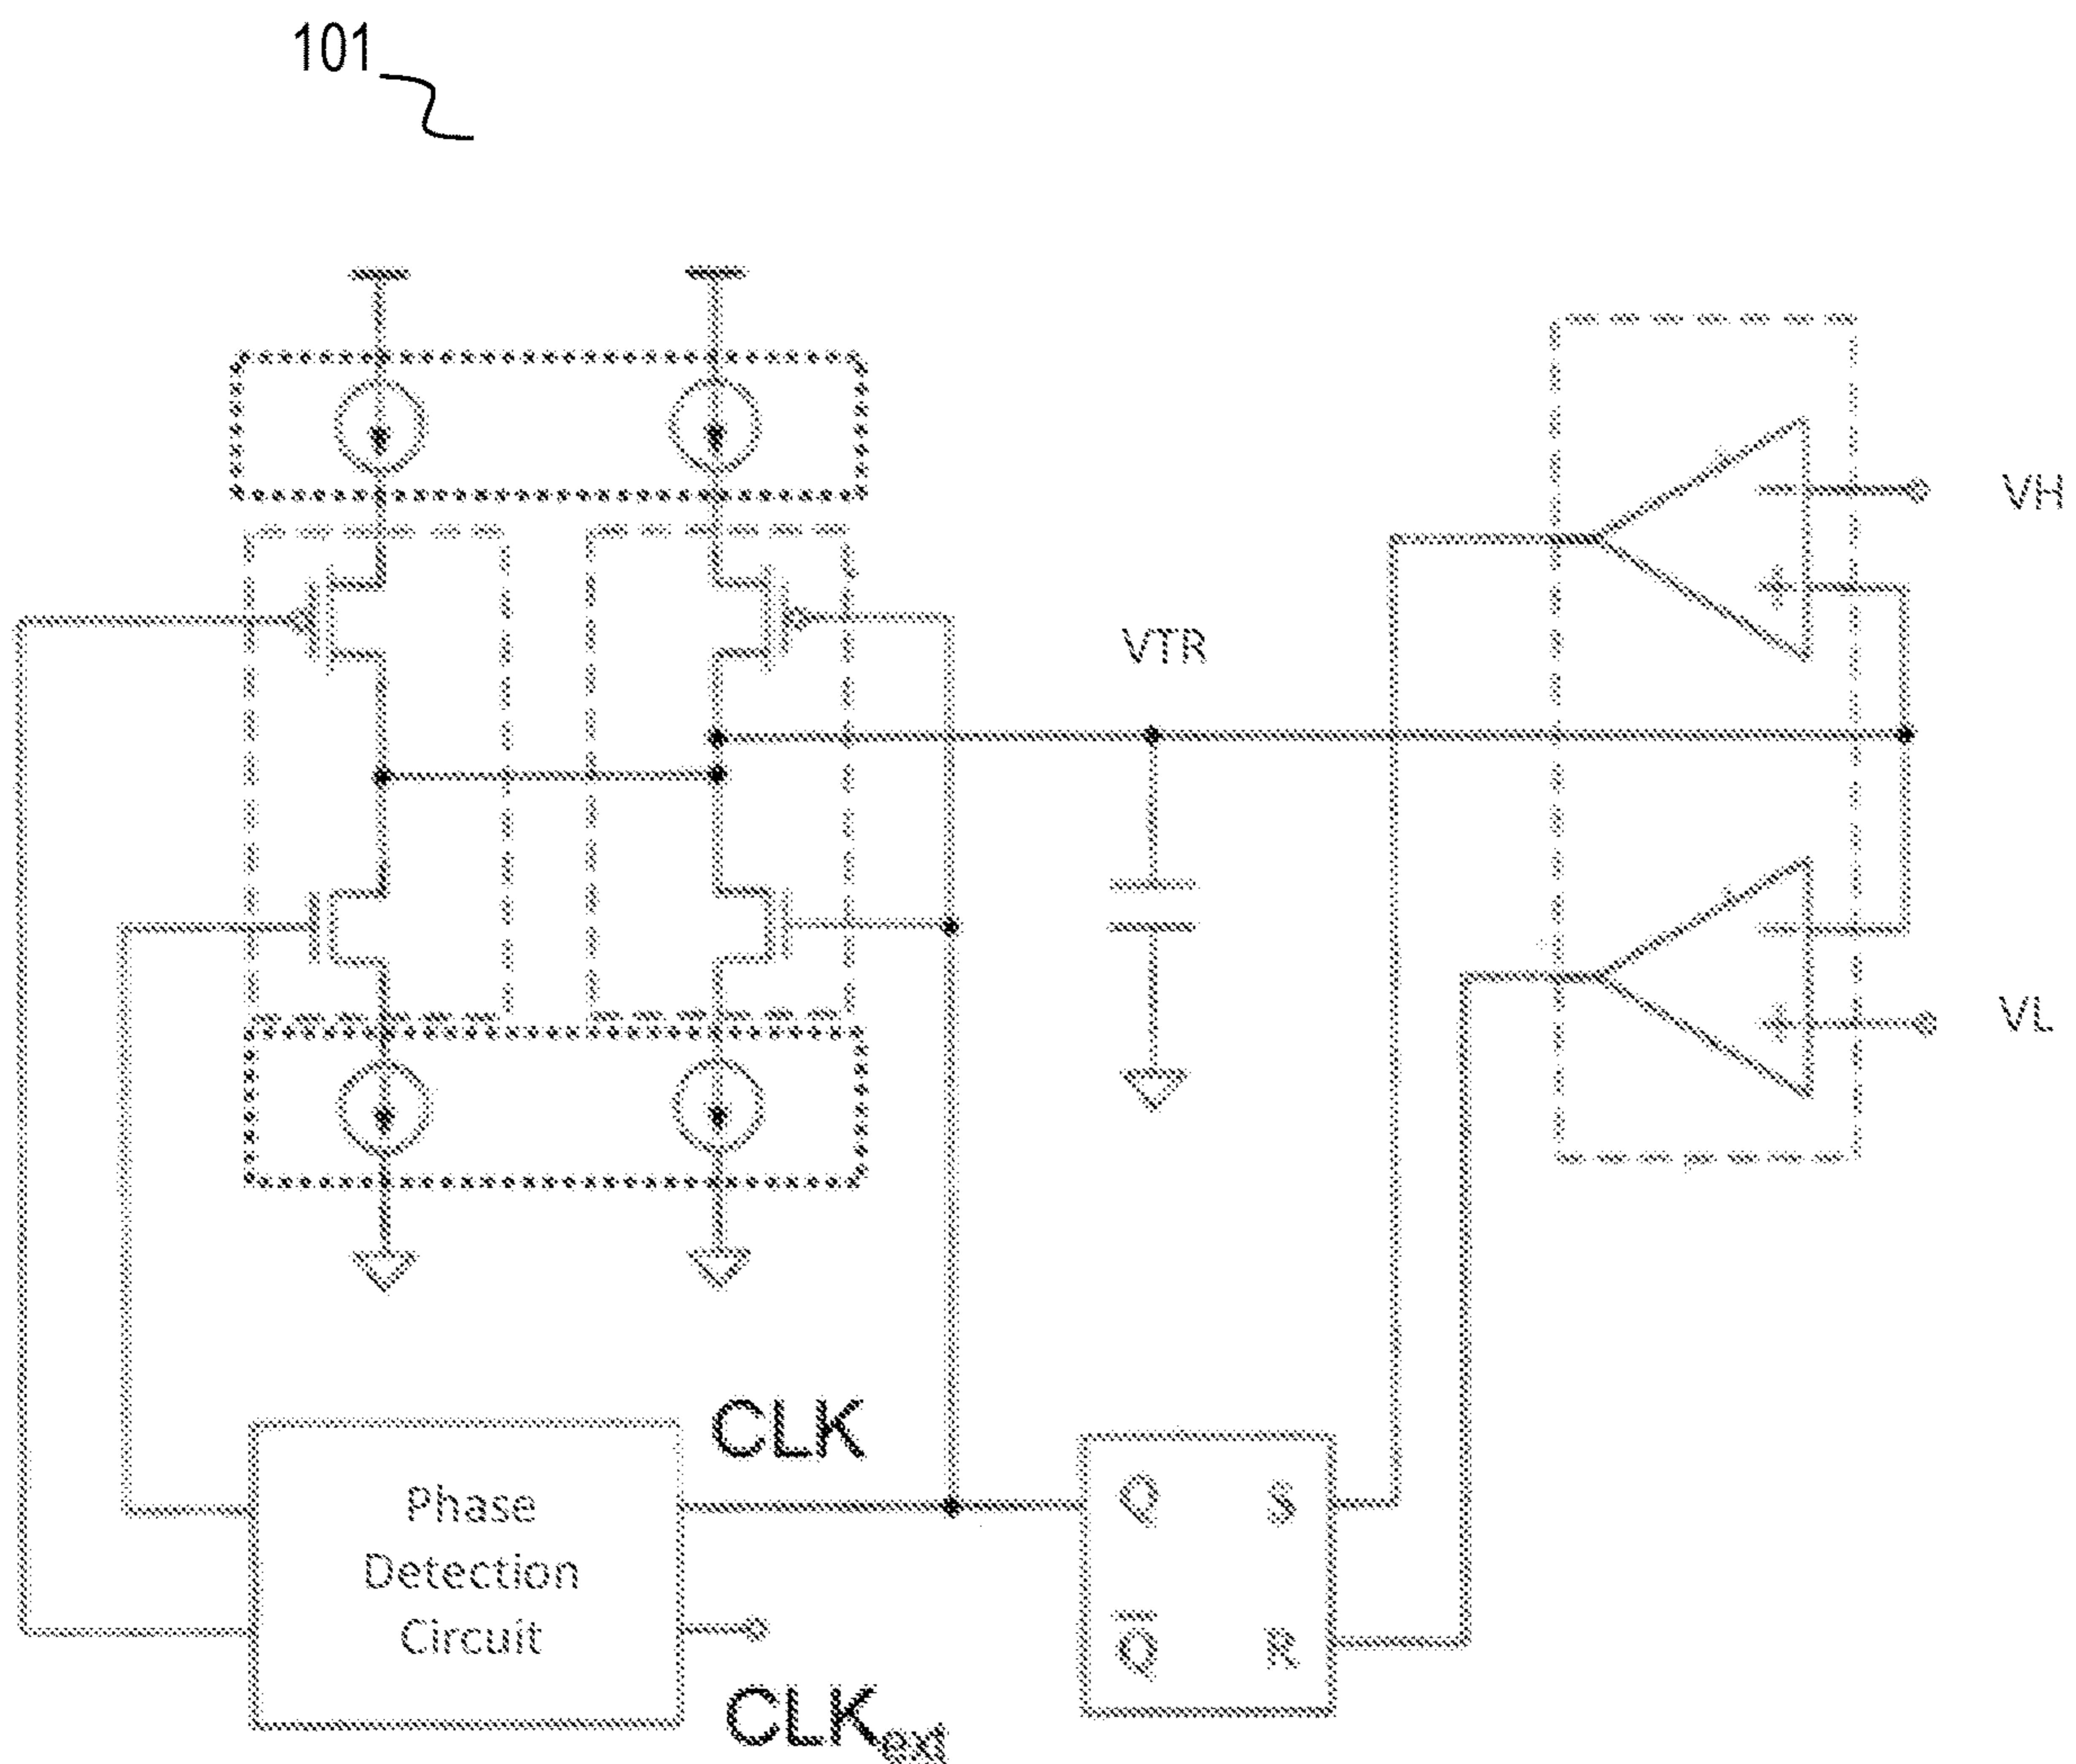 101
VH
VTR
VL
CLK
Phase
Detection
Circuit
Q S
Q̅ R
CLKext